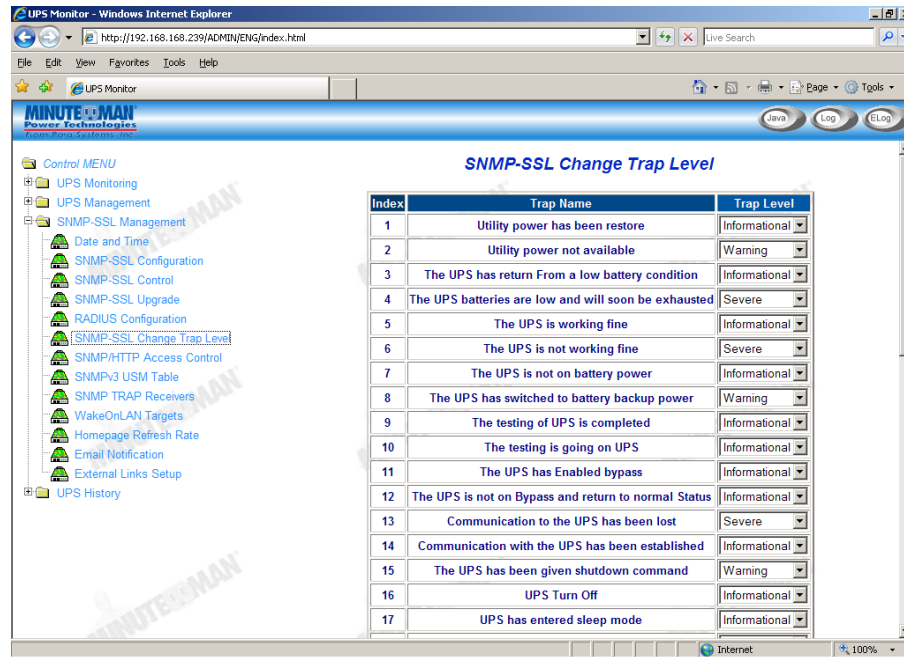 UPS Monitor - Windows Internet Explorer
http://192.168.168.239/ADMIN/ENG/index.html
Live Search
File Edit View Favorites Tools Help
UPS Monitor
Page Tools
MINUTEMAN
Power Technologies
from Para Systems, Inc.
Java Log ELog
Control MENU
UPS Monitoring
UPS Management
SNMP-SSL Management
Date and Time
SNMP-SSL Configuration
SNMP-SSL Control
SNMP-SSL Upgrade
RADIUS Configuration
SNMP-SSL Change Trap Level
SNMP/HTTP Access Control
SNMPv3 USM Table
SNMP TRAP Receivers
WakeOnLAN Targets
Homepage Refresh Rate
Email Notification
External Links Setup
UPS History
SNMP-SSL Change Trap Level
Index Trap Name Trap Level
1 Utility power has been restore Informational
2 Utility power not available Warning
3 The UPS has return From a low battery condition Informational
4 The UPS batteries are low and will soon be exhausted Severe
5 The UPS is working fine Informational
6 The UPS is not working fine Severe
7 The UPS is not on battery power Informational
8 The UPS has switched to battery backup power Warning
9 The testing of UPS is completed Informational
10 The testing is going on UPS Informational
11 The UPS has Enabled bypass Informational
12 The UPS is not on Bypass and return to normal Status Informational
13 Communication to the UPS has been lost Severe
14 Communication with the UPS has been established Informational
15 The UPS has been given shutdown command Warning
16 UPS Turn Off Informational
17 UPS has entered sleep mode Informational
MINUTEMAN
Internet 100%